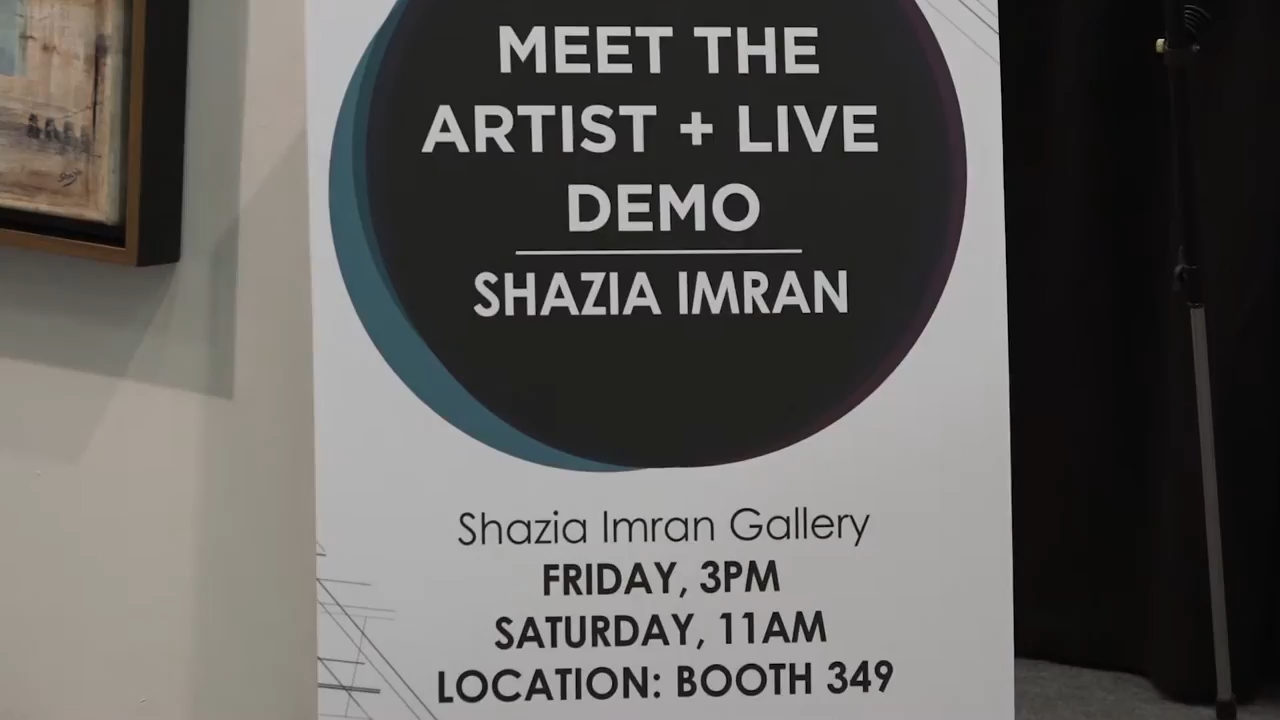 MEET THE
ARTIST + LIVE
DEMO
SHAZIA IMRAN
Shazia Imran Gallery
FRIDAY, 3PM
SATURDAY, 11AM
LOCATION: BOOTH 349